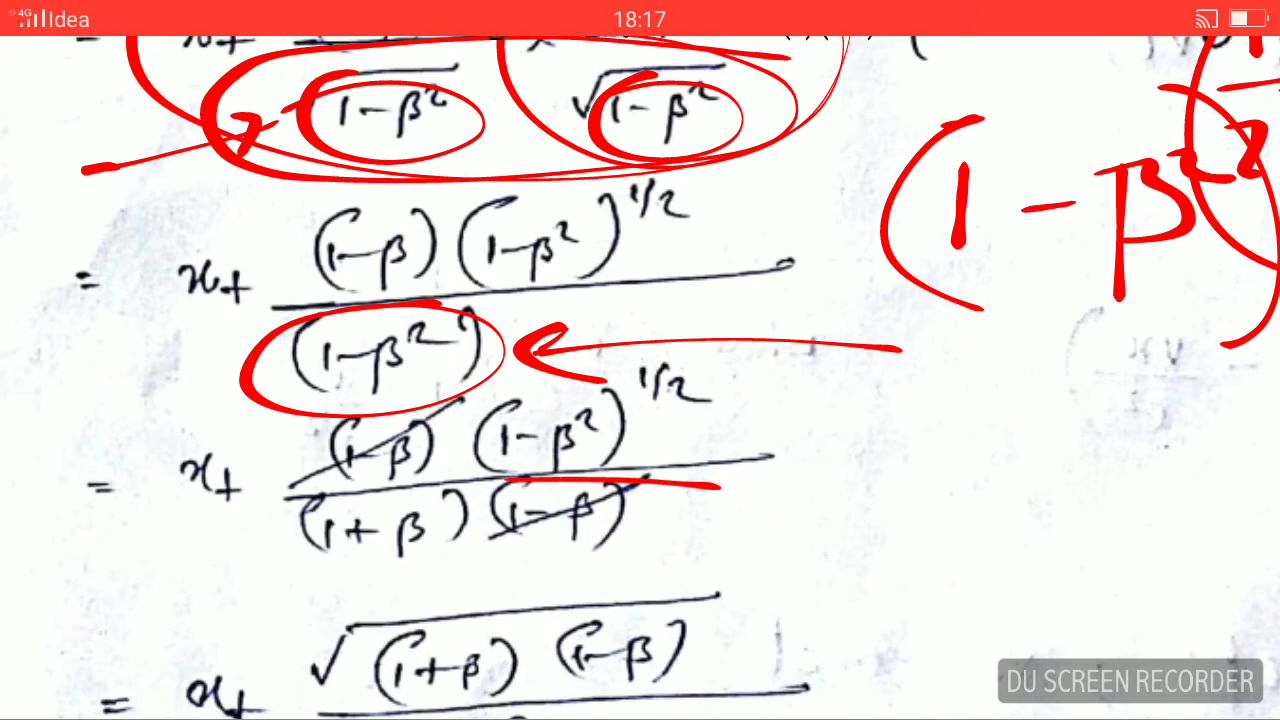 4G Idea 18:17
√1-β² √1-β²
(1-β²
= x+ (1-β) (1-β²)^1/2
(1-β²)
= x+ (1-β) (1-β²)^1/2
(1+β) (1-β)
= x+ √(1+β) (1-β)
DU SCREEN RECORDER